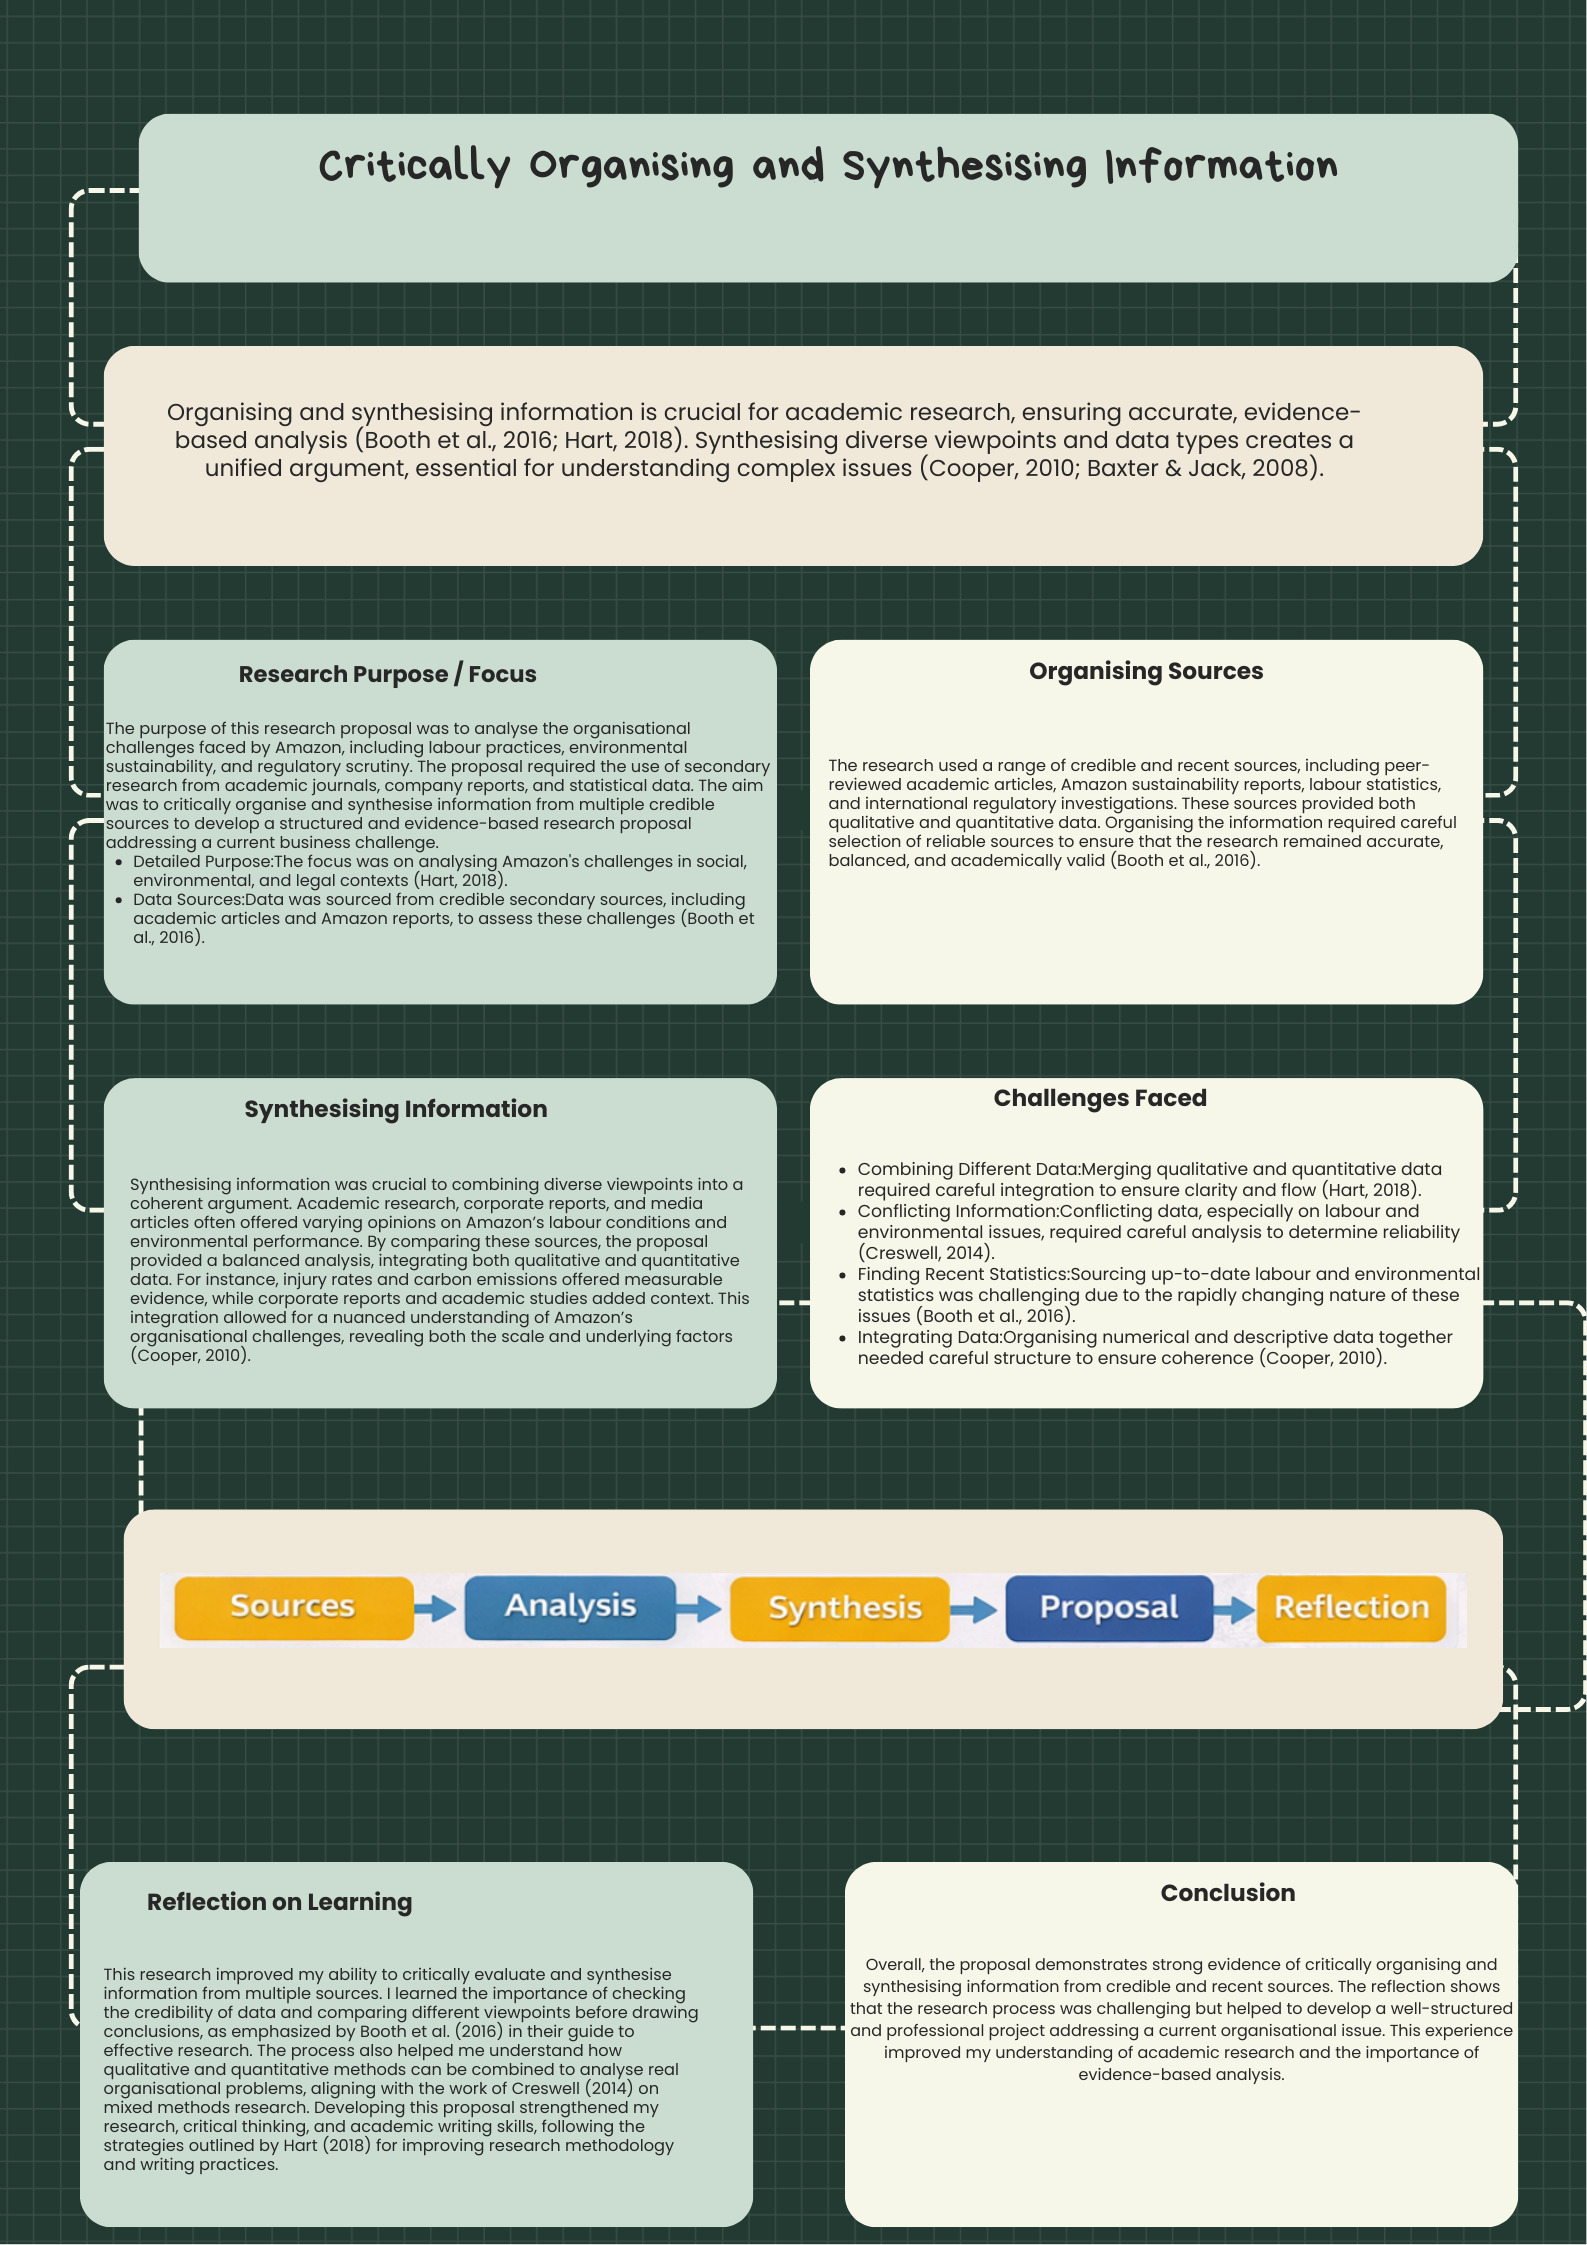 Critically Organising and Synthesising Information
Organising and synthesising information is crucial for academic research, ensuring accurate, evidence-
based analysis (Booth et al., 2016; Hart, 2018). Synthesising diverse viewpoints and data types creates a
unified argument, essential for understanding complex issues (Cooper, 2010; Baxter & Jack, 2008).
Research Purpose / Focus
The purpose of this research proposal was to analyse the organisational
challenges faced by Amazon, including labour practices, environmental
sustainability, and regulatory scrutiny. The proposal required the use of secondary
research from academic journals, company reports, and statistical data. The aim
was to critically organise and synthesise information from multiple credible
sources to develop a structured and evidence-based research proposal
addressing a current business challenge.
• Detailed Purpose:The focus was on analysing Amazon's challenges in social,
environmental, and legal contexts (Hart, 2018).
• Data Sources:Data was sourced from credible secondary sources, including
academic articles and Amazon reports, to assess these challenges (Booth et
al., 2016).
Organising Sources
The research used a range of credible and recent sources, including peer-
reviewed academic articles, Amazon sustainability reports, labour statistics,
and international regulatory investigations. These sources provided both
qualitative and quantitative data. Organising the information required careful
selection of reliable sources to ensure that the research remained accurate,
balanced, and academically valid (Booth et al., 2016).
Synthesising Information
Synthesising information was crucial to combining diverse viewpoints into a
coherent argument. Academic research, corporate reports, and media
articles often offered varying opinions on Amazon’s labour conditions and
environmental performance. By comparing these sources, the proposal
provided a balanced analysis, integrating both qualitative and quantitative
data. For instance, injury rates and carbon emissions offered measurable
evidence, while corporate reports and academic studies added context. This
integration allowed for a nuanced understanding of Amazon’s
organisational challenges, revealing both the scale and underlying factors
(Cooper, 2010).
Challenges Faced
• Combining Different Data:Merging qualitative and quantitative data
required careful integration to ensure clarity and flow (Hart, 2018).
• Conflicting Information:Conflicting data, especially on labour and
environmental issues, required careful analysis to determine reliability
(Creswell, 2014).
• Finding Recent Statistics:Sourcing up-to-date labour and environmental
statistics was challenging due to the rapidly changing nature of these
issues (Booth et al., 2016).
• Integrating Data:Organising numerical and descriptive data together
needed careful structure to ensure coherence (Cooper, 2010).
Sources Analysis Synthesis Proposal Reflection
Reflection on Learning
This research improved my ability to critically evaluate and synthesise
information from multiple sources. I learned the importance of checking
the credibility of data and comparing different viewpoints before drawing
conclusions, as emphasized by Booth et al. (2016) in their guide to
effective research. The process also helped me understand how
qualitative and quantitative methods can be combined to analyse real
organisational problems, aligning with the work of Creswell (2014) on
mixed methods research. Developing this proposal strengthened my
research, critical thinking, and academic writing skills, following the
strategies outlined by Hart (2018) for improving research methodology
and writing practices.
Conclusion
Overall, the proposal demonstrates strong evidence of critically organising and
synthesising information from credible and recent sources. The reflection shows
that the research process was challenging but helped to develop a well-structured
and professional project addressing a current organisational issue. This experience
improved my understanding of academic research and the importance of
evidence-based analysis.